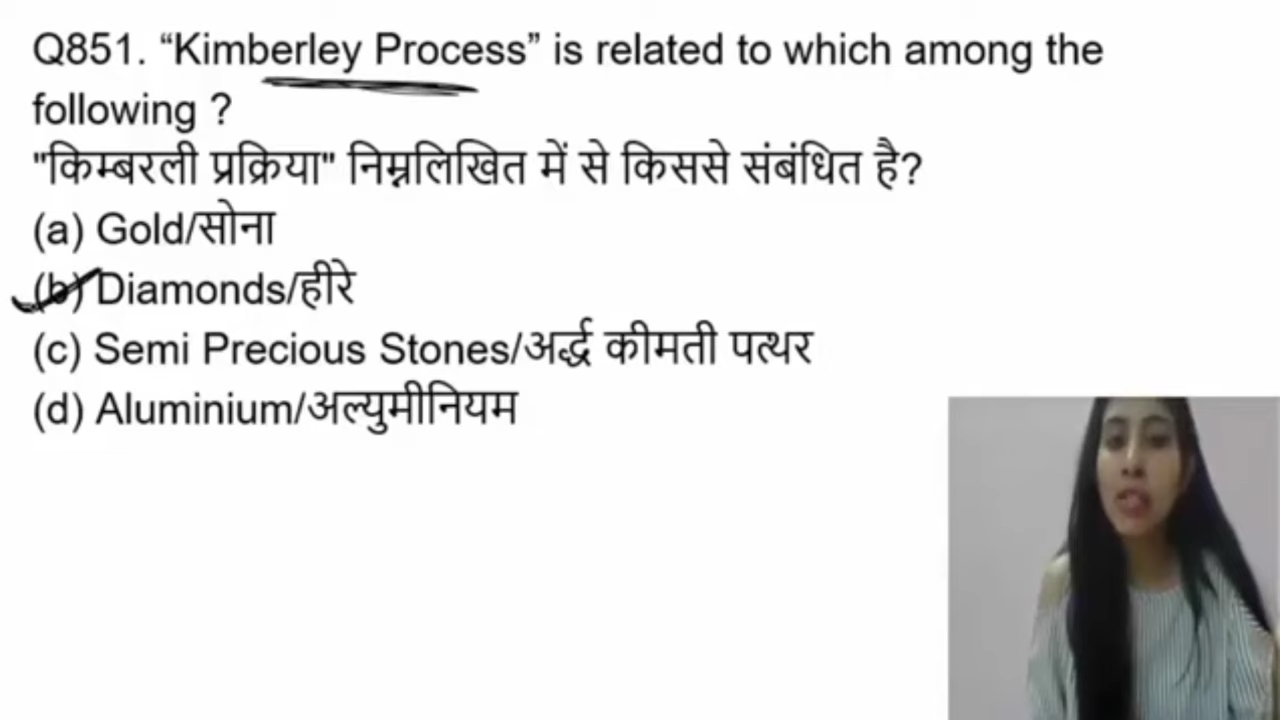 Q851. “Kimberley Process” is related to which among the
following ?
"किम्बरली प्रक्रिया" निम्नलिखित में से किससे संबंधित है?
(a) Gold/सोना
(b) Diamonds/हीरे
(c) Semi Precious Stones/अर्द्ध कीमती पत्थर
(d) Aluminium/अल्युमीनियम